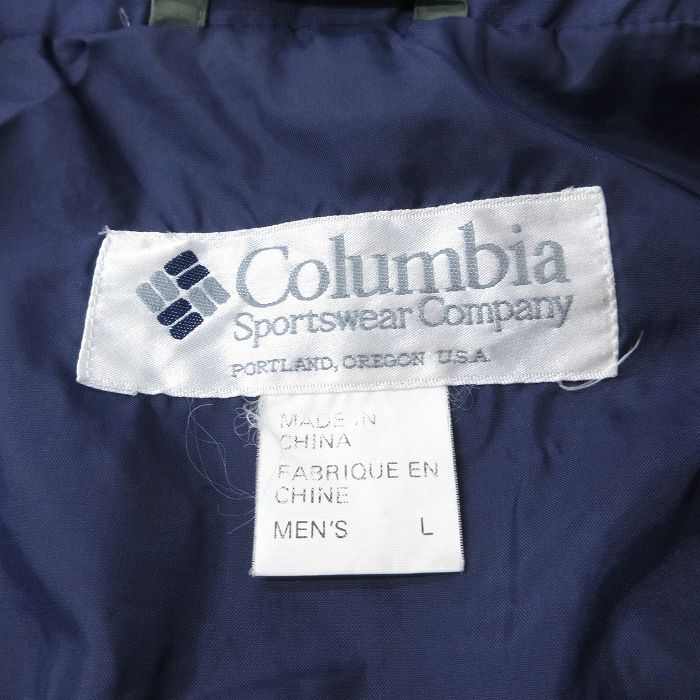 Columbia
Sportswear Company
PORTLAND, OREGON U.S.A.
MADE IN
CHINA
FABRIQUE EN
CHINE
MEN'S L